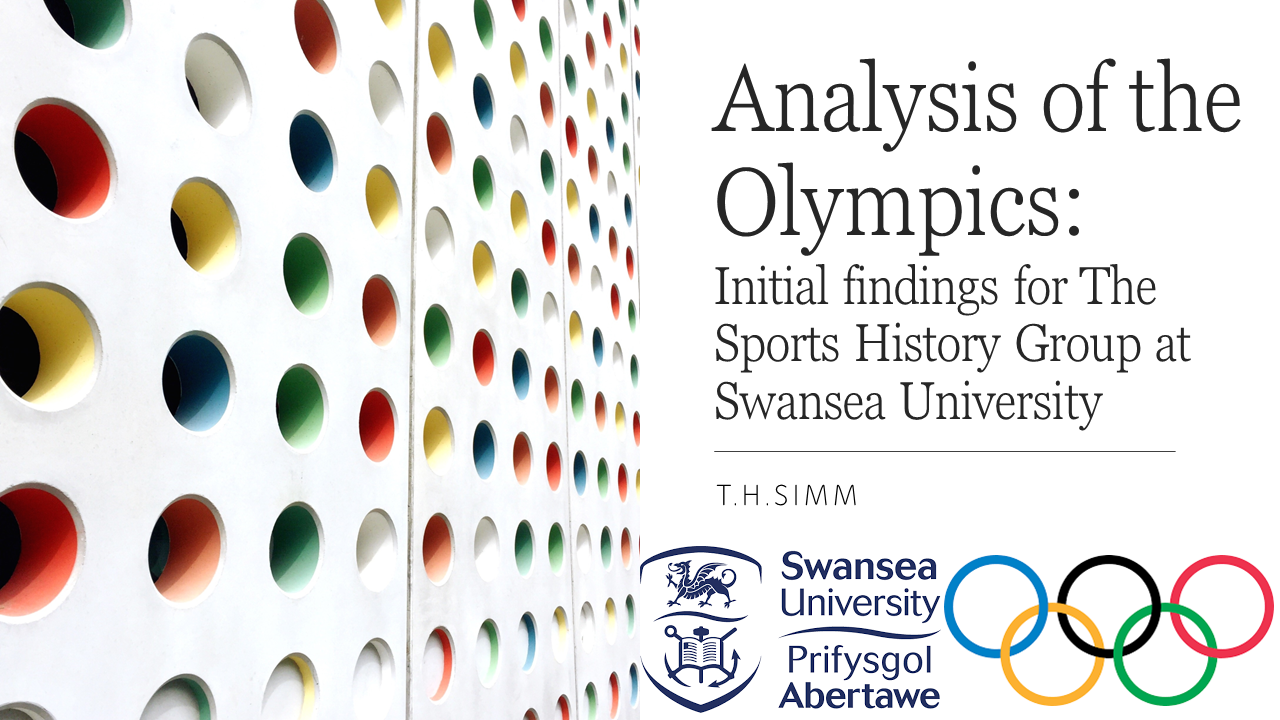 Analysis of the
Olympics:
Initial findings for The
Sports History Group at
Swansea University
T.H.SIMM
Swansea
University
Prifysgol
Abertawe